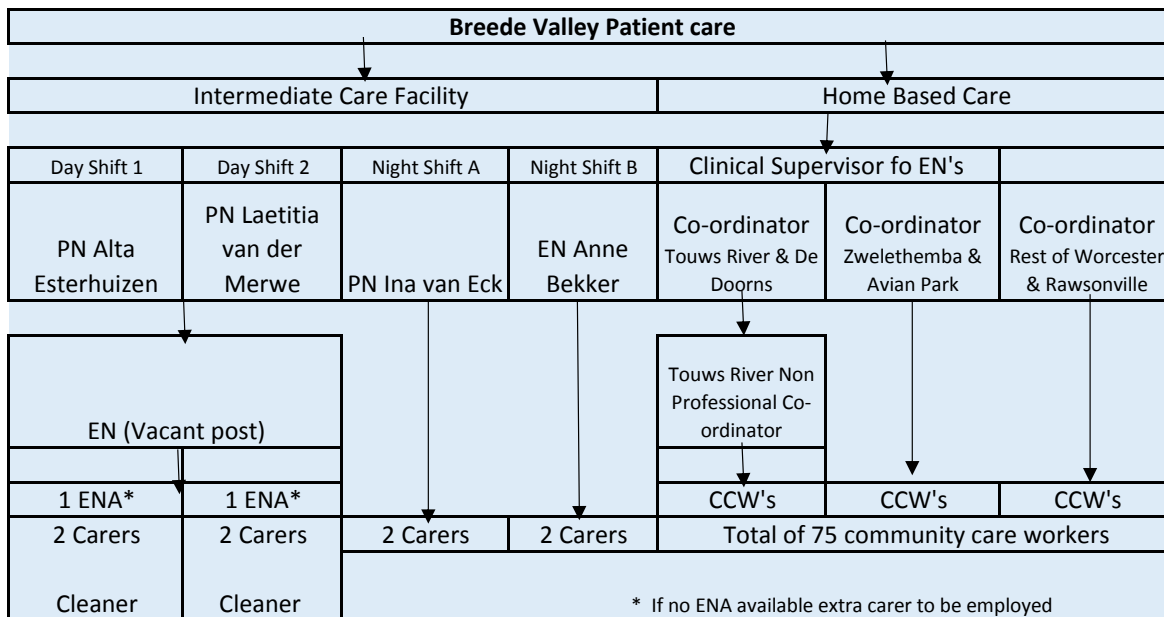 Breede Valley Patient care
Intermediate Care Facility
Home Based Care
Day Shift 1
Day Shift 2
Night Shift A
Night Shift B
Clinical Supervisor fo EN's
PN Alta
Esterhuizen
PN Laetitia
van der
Merwe
PN Ina van Eck
EN Anne
Bekker
Co-ordinator
Touws River & De
Doorns
Co-ordinator
Zwelethemba &
Avian Park
Co-ordinator
Rest of Worcester
& Rawsonville
EN (Vacant post)
Touws River Non
Professional Co-
ordinator
1 ENA*
1 ENA*
CCW's
CCW's
CCW's
2 Carers
2 Carers
2 Carers
2 Carers
Total of 75 community care workers
Cleaner
Cleaner
* If no ENA available extra carer to be employed